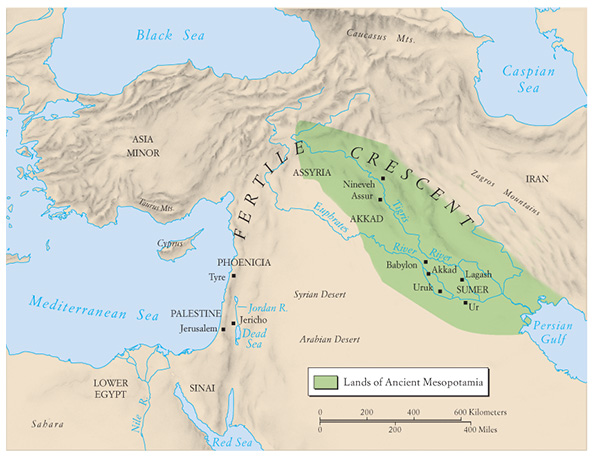 Black Sea
Caucasus Mts.
Caspian
Sea
ASIA
MINOR
FERTILE CRESCENT
ASSYRIA
Nineveh
Assur
Zagros Mountains
IRAN
Taurus Mts.
AKKAD
Tigris
River
Euphrates
River
Cyprus
PHOENICIA
Tyre
Babylon
Akkad
Lagash
Uruk
SUMER
Ur
Mediterranean Sea
Syrian Desert
PALESTINE
Jordan R.
Jerusalem
Jericho
Dead
Sea
Arabian Desert
Persian
Gulf
LOWER
EGYPT
SINAI
Nile R.
Sahara
Red Sea
Lands of Ancient Mesopotamia
0 200 400 600 Kilometers
0 200 400 Miles